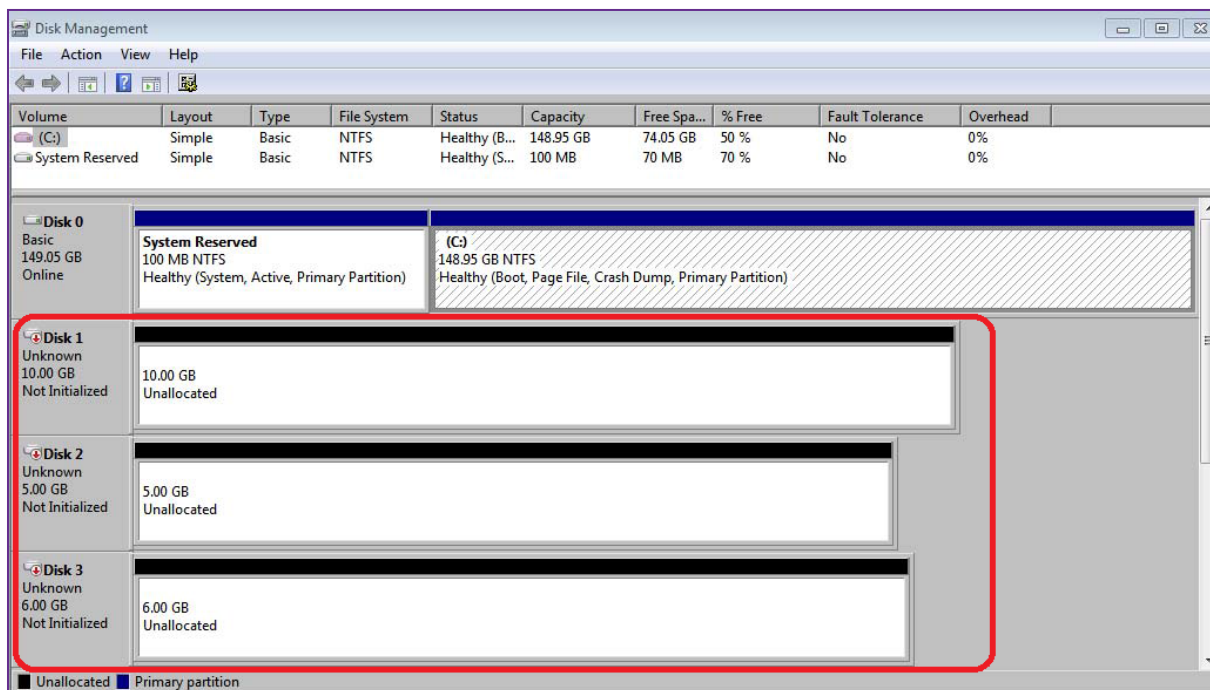 Disk Management
File Action View Help
Volume Layout Type File System Status Capacity Free Spa... % Free Fault Tolerance Overhead
(C:) Simple Basic NTFS Healthy (B... 148.95 GB 74.05 GB 50 % No 0%
System Reserved Simple Basic NTFS Healthy (S... 100 MB 70 MB 70 % No 0%
Disk 0
Basic
149.05 GB
Online
System Reserved
100 MB NTFS
Healthy (System, Active, Primary Partition)
(C:)
148.95 GB NTFS
Healthy (Boot, Page File, Crash Dump, Primary Partition)
Disk 1
Unknown
10.00 GB
Not Initialized
10.00 GB
Unallocated
Disk 2
Unknown
5.00 GB
Not Initialized
5.00 GB
Unallocated
Disk 3
Unknown
6.00 GB
Not Initialized
6.00 GB
Unallocated
Unallocated Primary partition